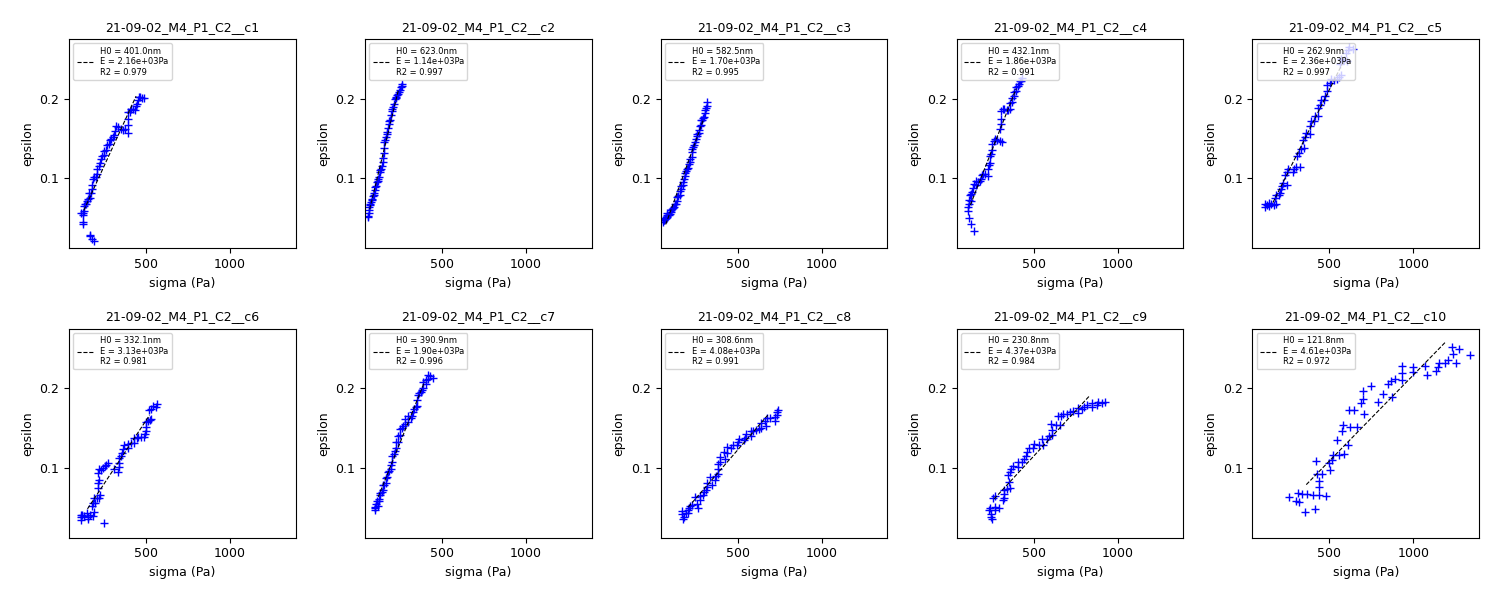 21-09-02_M4_P1_C2__c1
H0 = 401.0nm
E = 2.16e+03Pa
R2 = 0.979
0.2
0.1
epsilon
500
1000
sigma (Pa)
21-09-02_M4_P1_C2__c2
H0 = 623.0nm
E = 1.14e+03Pa
R2 = 0.997
0.2
0.1
epsilon
500
1000
sigma (Pa)
21-09-02_M4_P1_C2__c3
H0 = 582.5nm
E = 1.70e+03Pa
R2 = 0.995
0.2
0.1
epsilon
500
1000
sigma (Pa)
21-09-02_M4_P1_C2__c4
H0 = 432.1nm
E = 1.86e+03Pa
R2 = 0.991
0.2
0.1
epsilon
500
1000
sigma (Pa)
21-09-02_M4_P1_C2__c5
H0 = 262.9nm
E = 2.36e+03Pa
R2 = 0.997
0.2
0.1
epsilon
500
1000
sigma (Pa)
21-09-02_M4_P1_C2__c6
H0 = 332.1nm
E = 3.13e+03Pa
R2 = 0.981
0.2
0.1
epsilon
500
1000
sigma (Pa)
21-09-02_M4_P1_C2__c7
H0 = 390.9nm
E = 1.90e+03Pa
R2 = 0.996
0.2
0.1
epsilon
500
1000
sigma (Pa)
21-09-02_M4_P1_C2__c8
H0 = 308.6nm
E = 4.08e+03Pa
R2 = 0.991
0.2
0.1
epsilon
500
1000
sigma (Pa)
21-09-02_M4_P1_C2__c9
H0 = 230.8nm
E = 4.37e+03Pa
R2 = 0.984
0.2
0.1
epsilon
500
1000
sigma (Pa)
21-09-02_M4_P1_C2__c10
H0 = 121.8nm
E = 4.61e+03Pa
R2 = 0.972
0.2
0.1
epsilon
500
1000
sigma (Pa)